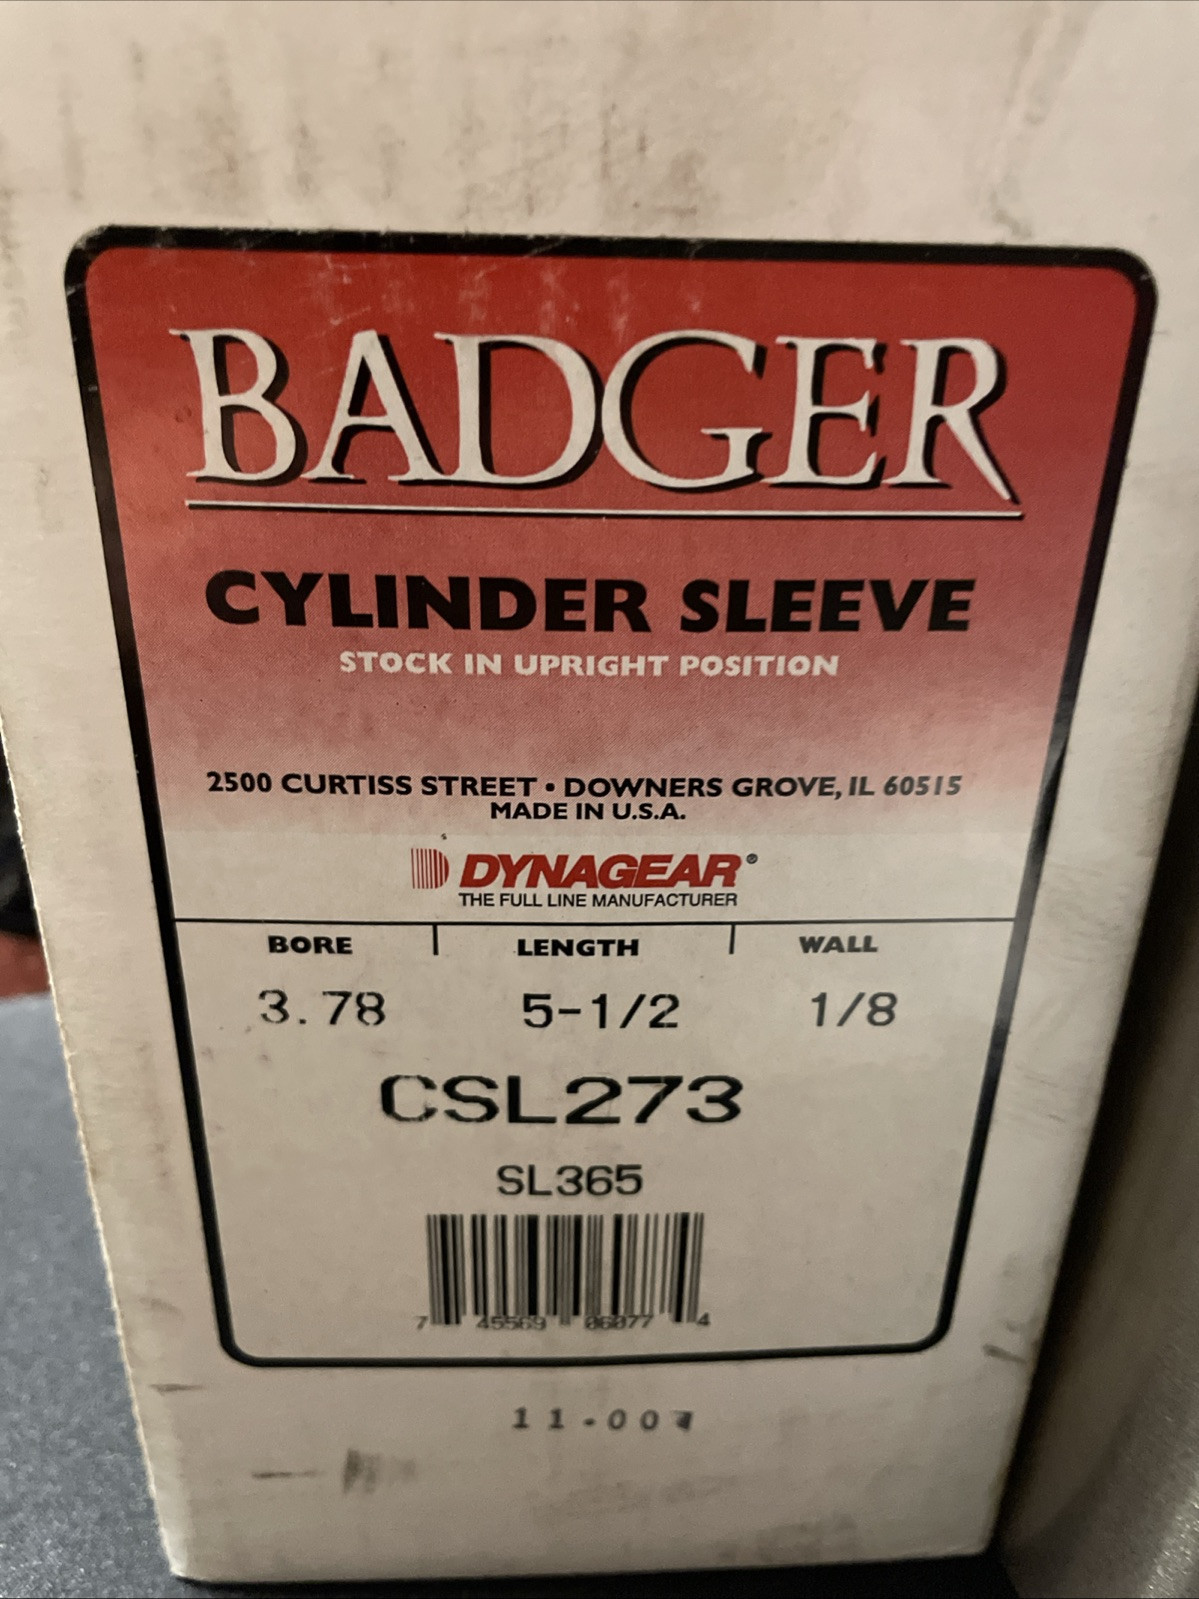 BADGER
CYLINDER SLEEVE
STOCK IN UPRIGHT POSITION
2500 CURTISS STREET • DOWNERS GROVE, IL 60515
MADE IN U.S.A.
DYNAGEAR®
THE FULL LINE MANUFACTURER
BORE LENGTH WALL
3.78 5-1/2 1/8
CSL273
SL365
7 45569 06077 4